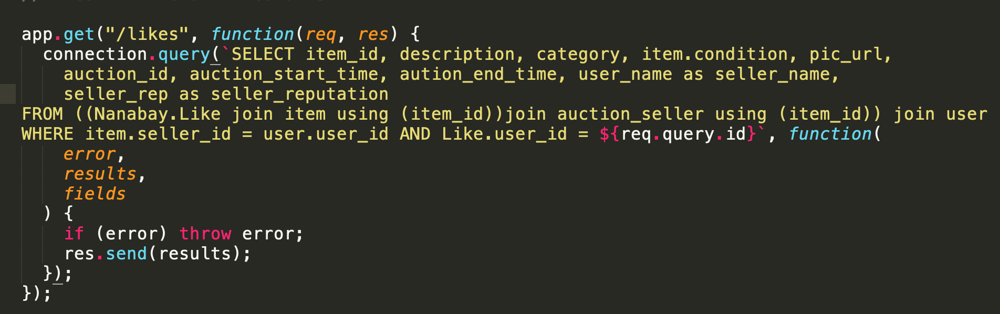 app.get("/likes", function(req, res) {
  connection.query(`SELECT item_id, description, category, item.condition, pic_url,
    auction_id, auction_start_time, aution_end_time, user_name as seller_name,
    seller_rep as seller_reputation
FROM ((Nanabay.Like join item using (item_id))join auction_seller using (item_id)) join user
WHERE item.seller_id = user.user_id AND Like.user_id = ${req.query.id}`, function(
    error,
    results,
    fields
  ) {
    if (error) throw error;
    res.send(results);
  });
});